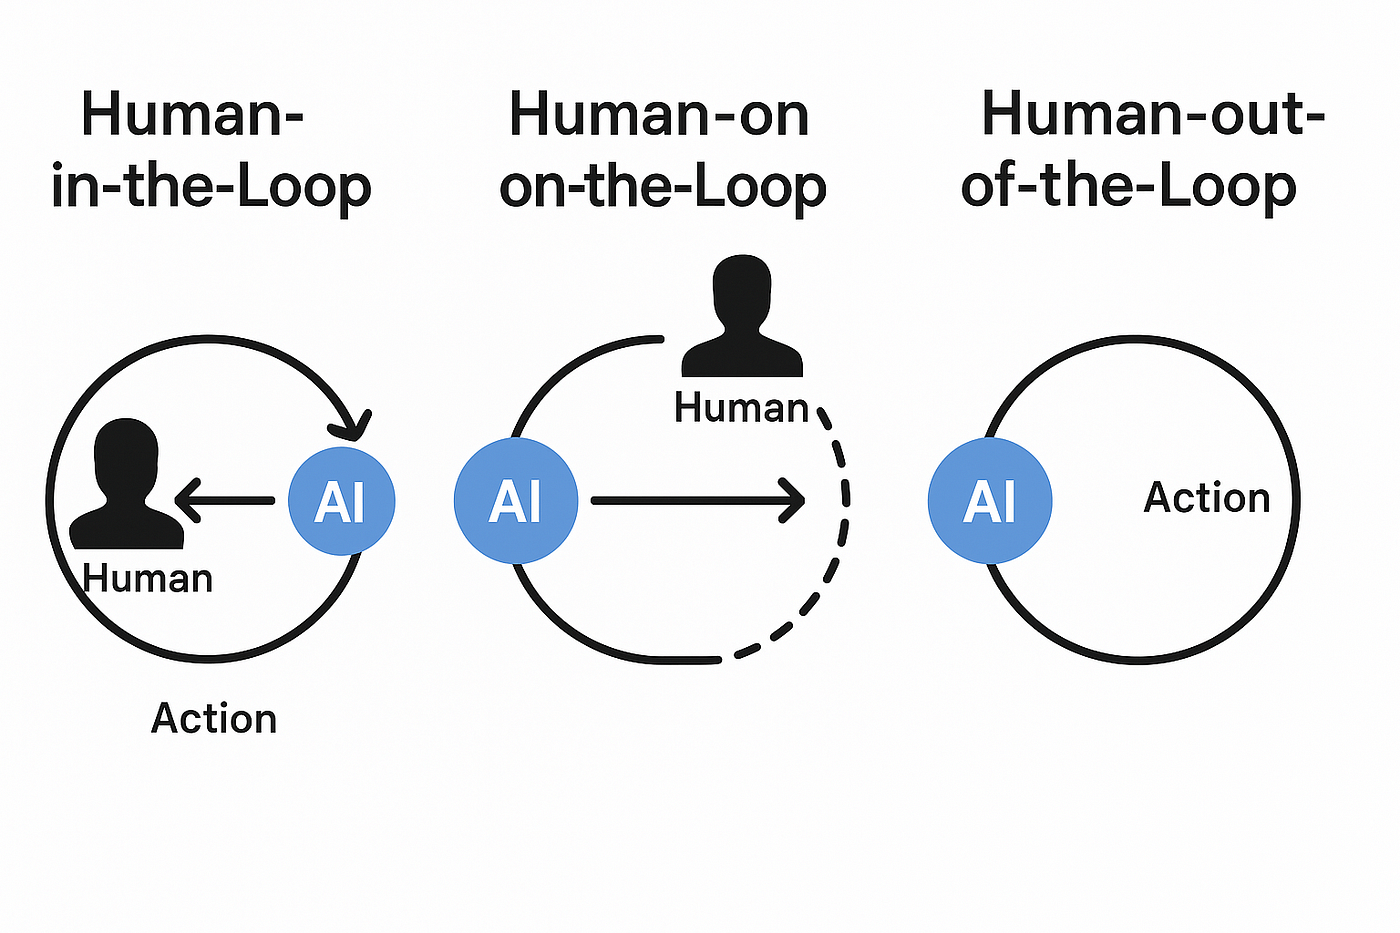 Human-
in-the-Loop
Human
AI
Action
Human-on
on-the-Loop
Human
AI
Human-out-
of-the-Loop
AI
Action